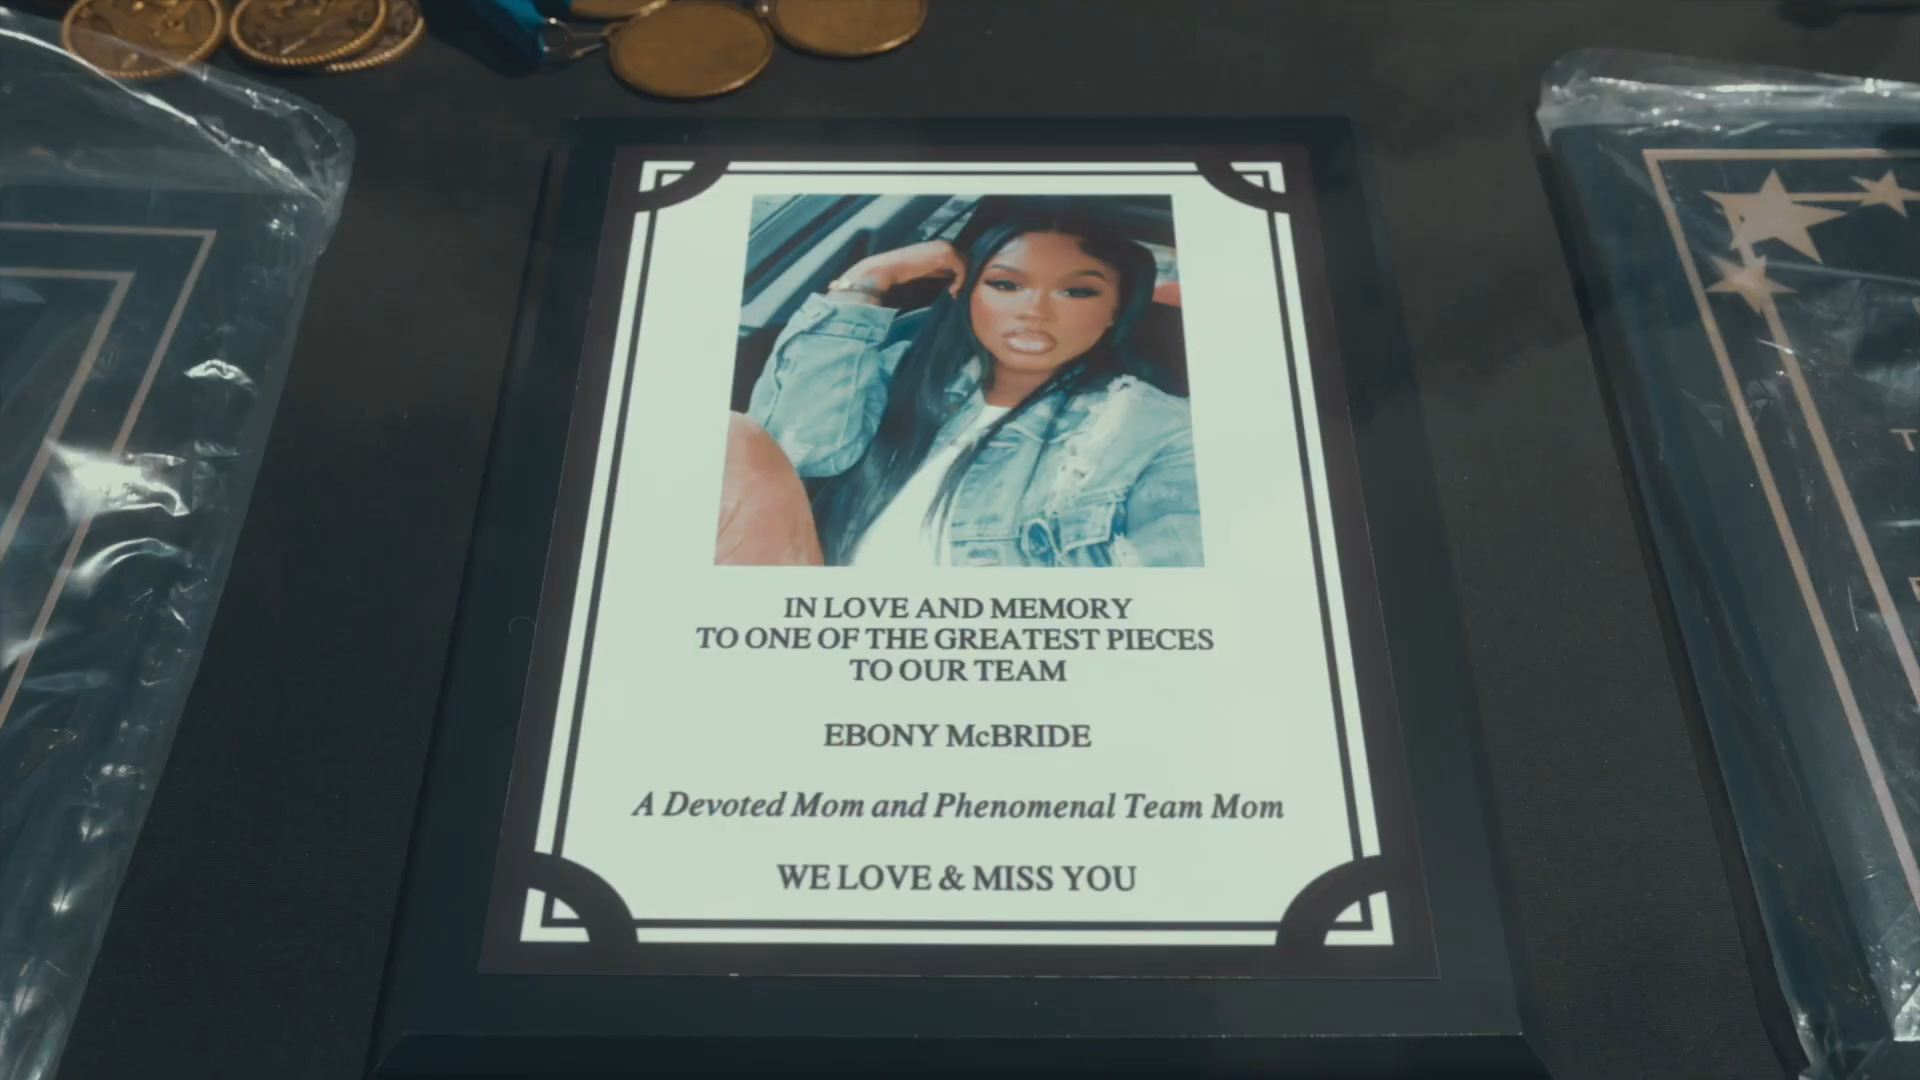 IN LOVE AND MEMORY
TO ONE OF THE GREATEST PIECES
TO OUR TEAM
EBONY McBRIDE
A Devoted Mom and Phenomenal Team Mom
WE LOVE & MISS YOU